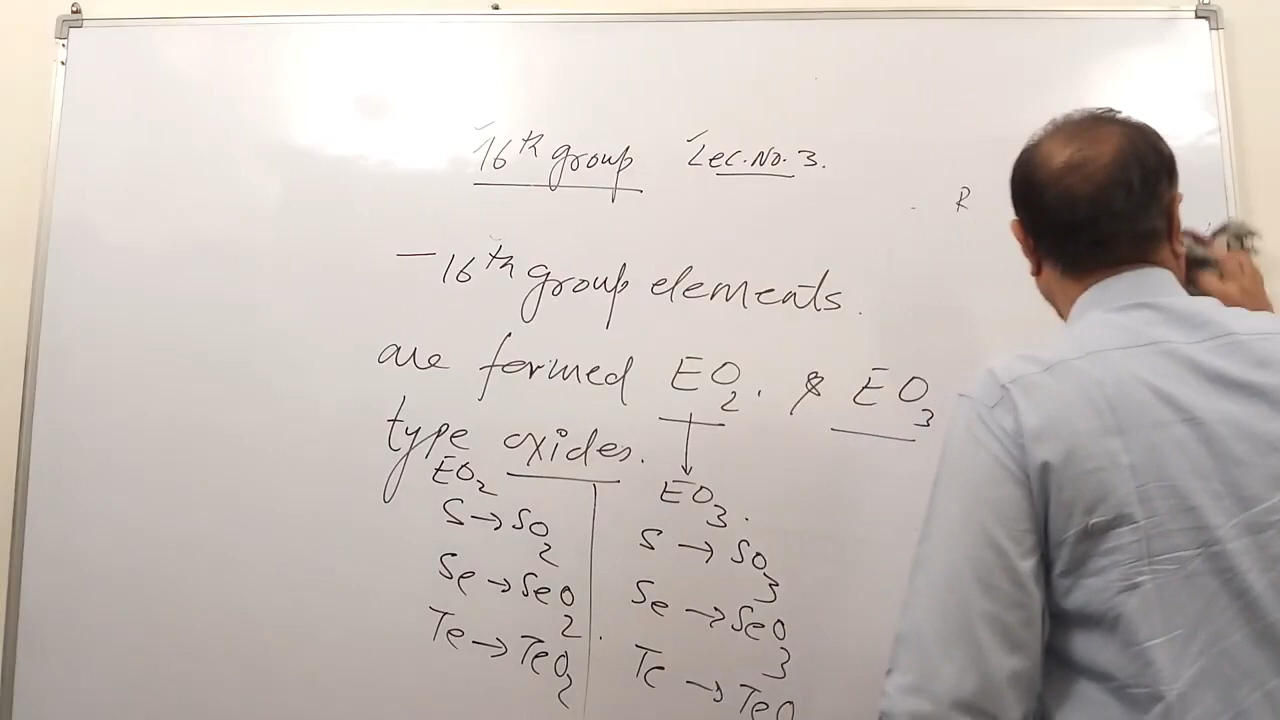 16th group Lec. No. 3.
R
— 16th group elements.
are formed EO2. & EO3
type oxides.
EO2 EO3.
S → SO2 S → SO3
Se → SeO2. Se → SeO3
Te → TeO2 Te → TeO